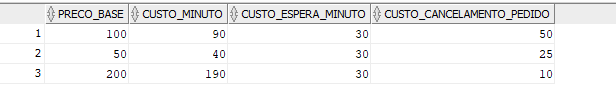 PRECO_BASE CUSTO_MINUTO CUSTO_ESPERA_MINUTO CUSTO_CANCELAMENTO_PEDIDO
1 100 90 30 50
2 50 40 30 25
3 200 190 30 10